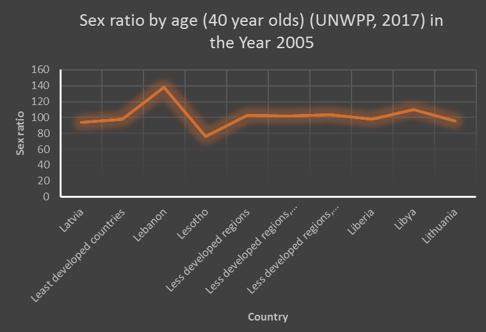 Sex ratio by age (40 year olds) (UNWPP, 2017) in
the Year 2005
160
140
120
100
80
60
40
20
0
Sex ratio
Latvia
Least developed countries
Lebanon
Lesotho
Less developed regions
Less developed regions,...
Less developed regions,...
Liberia
Libya
Lithuania
Country